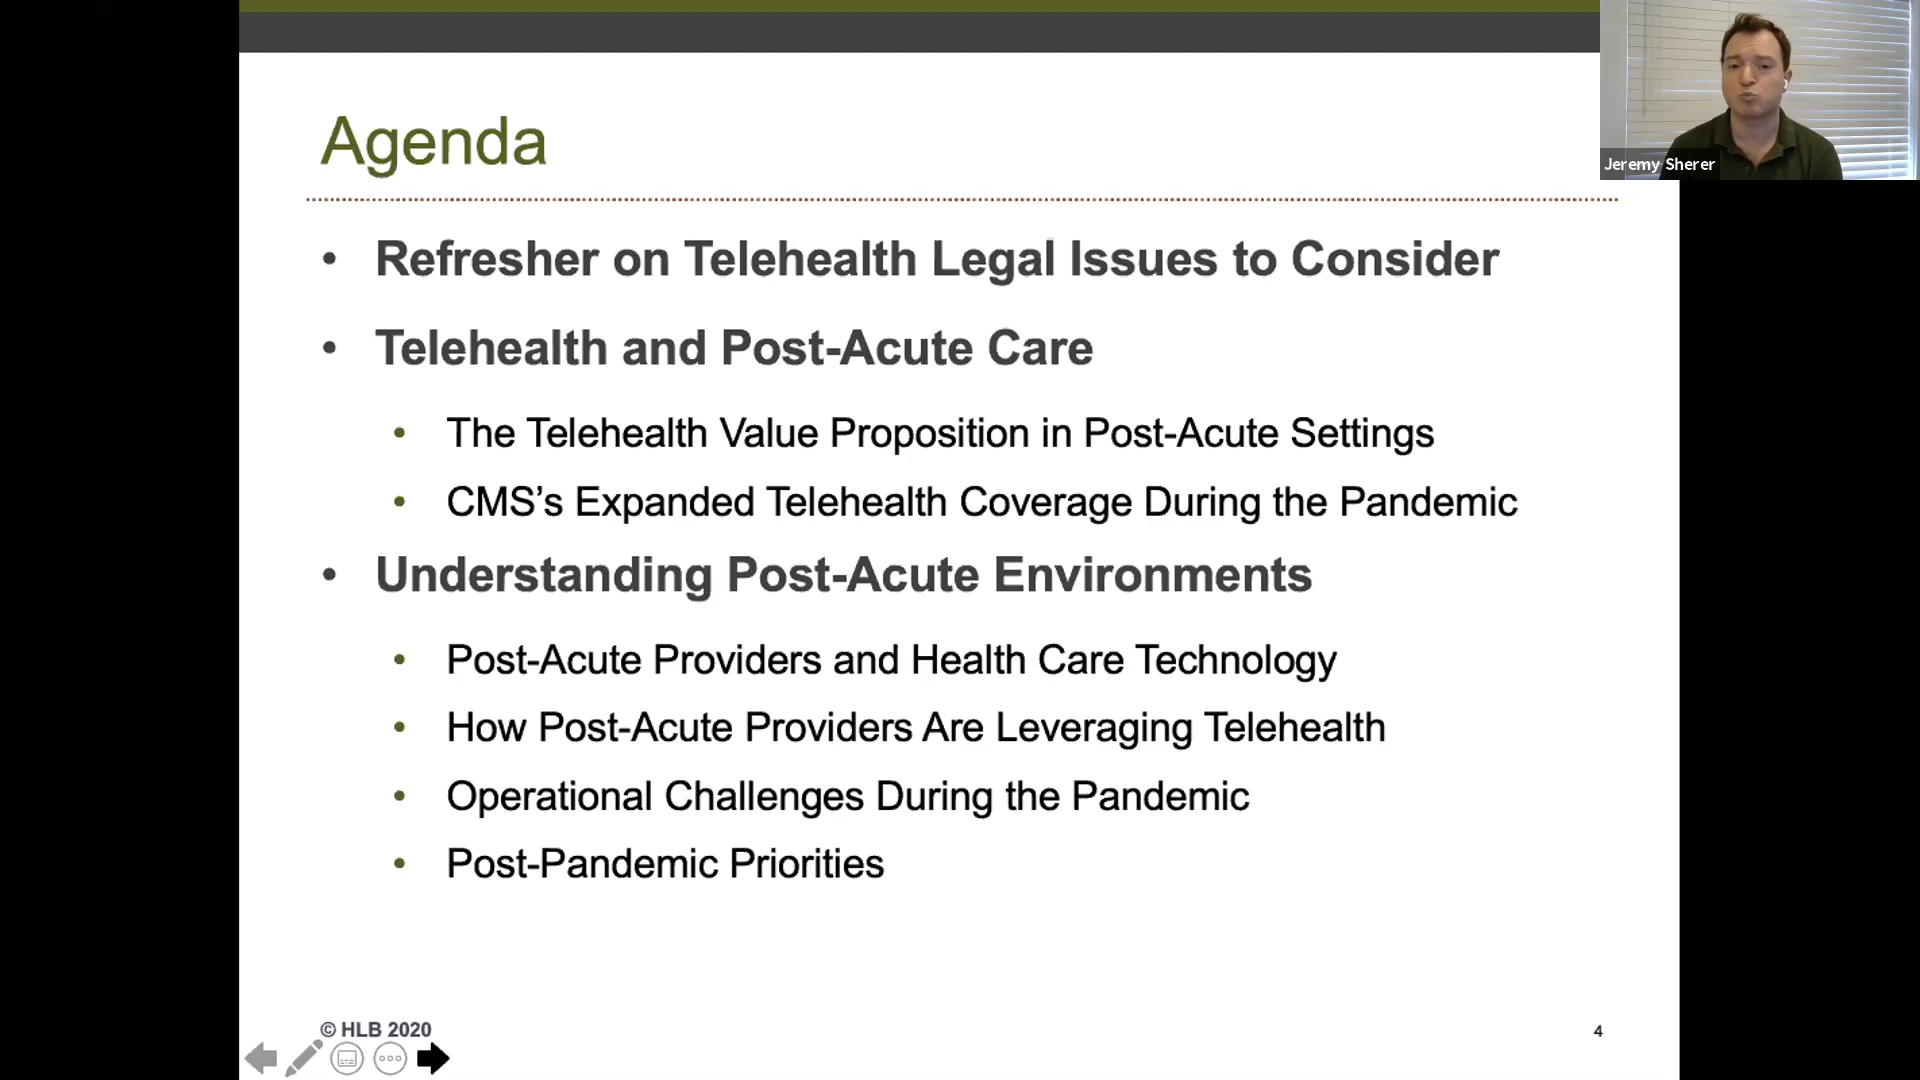 Agenda
Jeremy Sherer
• Refresher on Telehealth Legal Issues to Consider
• Telehealth and Post-Acute Care
• The Telehealth Value Proposition in Post-Acute Settings
• CMS’s Expanded Telehealth Coverage During the Pandemic
• Understanding Post-Acute Environments
• Post-Acute Providers and Health Care Technology
• How Post-Acute Providers Are Leveraging Telehealth
• Operational Challenges During the Pandemic
• Post-Pandemic Priorities
© HLB 2020
4